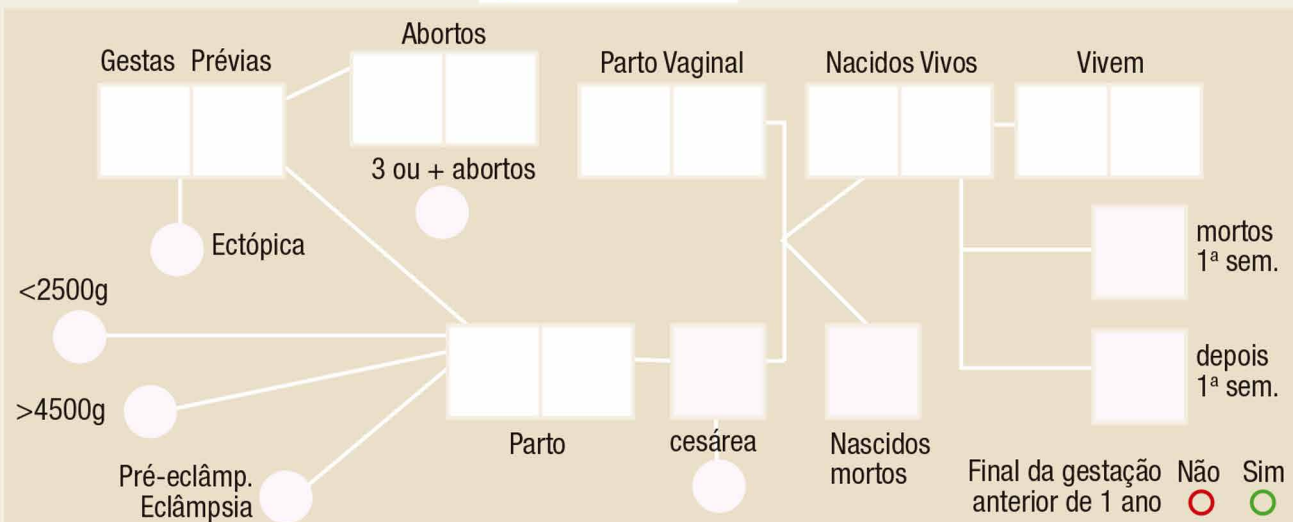 Abortos
Gestas Prévias
Parto Vaginal
Nacidos Vivos
Vivem
3 ou + abortos
Ectópica
mortos
1ª sem.
<2500g
>4500g
depois
1ª sem.
Parto
cesárea
Nascidos
mortos
Pré-eclâmp.
Eclâmpsia
Final da gestação
anterior de 1 ano
Não
Sim